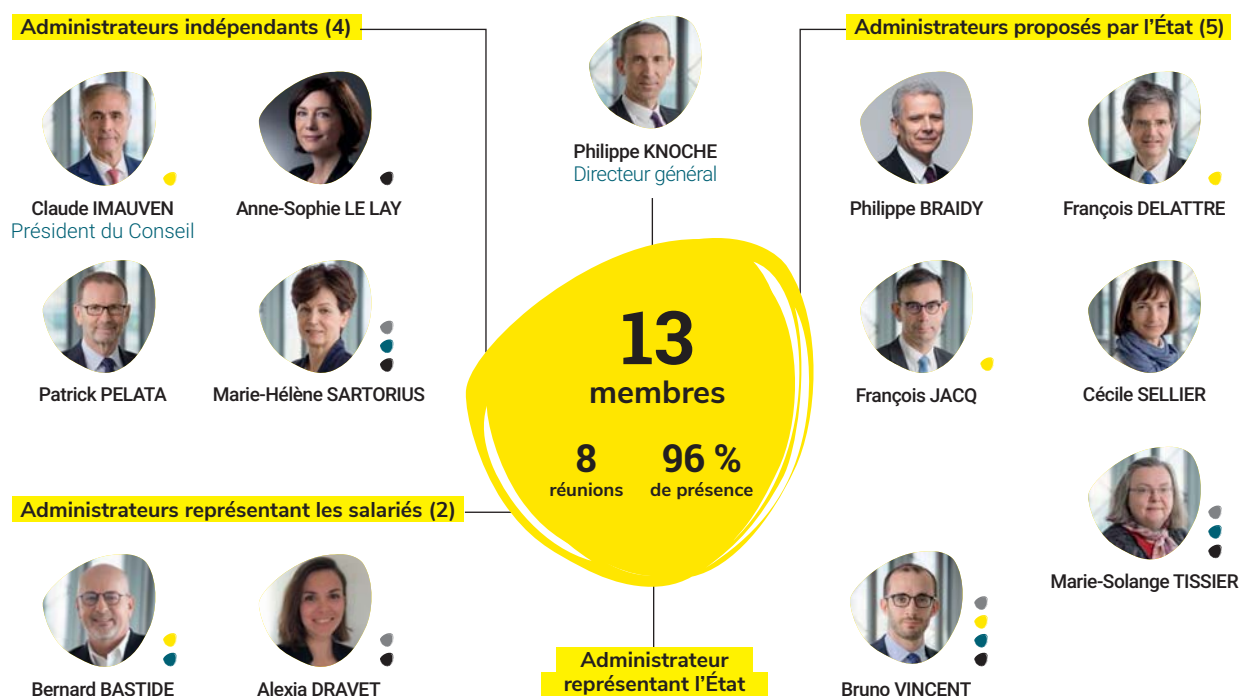 Administrateurs indépendants (4)
Claude IMAUVEN
Président du Conseil
Anne-Sophie LE LAY
Patrick PELATA
Marie-Hélène SARTORIUS
Philippe KNOCHE
Directeur général
Administrateurs proposés par l’État (5)
Philippe BRAIDY
François DELATTRE
François JACQ
Cécile SELLIER
Marie-Solange TISSIER
13
membres
8
réunions
96 %
de présence
Administrateurs représentant les salariés (2)
Bernard BASTIDE
Alexia DRAVET
Administrateur
représentant l’État
Bruno VINCENT